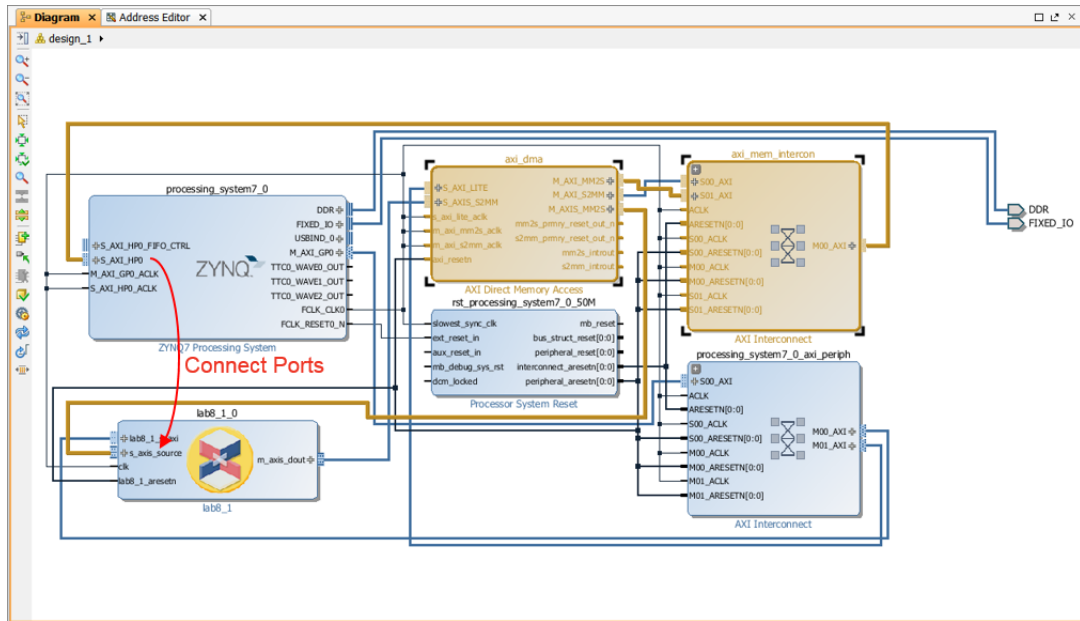 Diagram
Address Editor
design_1
processing_system7_0
DDR
FIXED_IO
USBIND_0
M_AXI_GP0
TTC0_WAVE0_OUT
TTC0_WAVE1_OUT
TTC0_WAVE2_OUT
FCLK_CLK0
FCLK_RESET0_N
S_AXI_HP0_FIFO_CTRL
S_AXI_HP0
M_AXI_GP0_ACLK
S_AXI_HP0_ACLK
ZYNQ
ZYNQ7 Processing System
Connect Ports
lab8_1_0
s_axis_source
clk
lab8_1_aresetn
m_axis_dout
lab8_1
axi_dma
S_AXI_LITE
S_AXIS_S2MM
s_axi_lite_aclk
m_axi_mm2s_aclk
m_axi_s2mm_aclk
axi_resetn
M_AXI_MM2S
M_AXI_S2MM
M_AXIS_MM2S
mm2s_prmry_reset_out_n
s2mm_prmry_reset_out_n
mm2s_introut
s2mm_introut
AXI Direct Memory Access
rst_processing_system7_0_50M
slowest_sync_clk
ext_reset_in
aux_reset_in
mb_debug_sys_rst
dcm_locked
mb_reset
bus_struct_reset[0:0]
peripheral_reset[0:0]
interconnect_aresetn[0:0]
peripheral_aresetn[0:0]
Processor System Reset
axi_mem_intercon
S00_AXI
S01_AXI
ACLK
ARESETN[0:0]
S00_ACLK
S00_ARESETN[0:0]
M00_ACLK
M00_ARESETN[0:0]
S01_ACLK
S01_ARESETN[0:0]
M00_AXI
AXI Interconnect
processing_system7_0_axi_periph
S00_AXI
ACLK
ARESETN[0:0]
S00_ACLK
S00_ARESETN[0:0]
M00_ACLK
M00_ARESETN[0:0]
M01_ACLK
M01_ARESETN[0:0]
M00_AXI
M01_AXI
AXI Interconnect
DDR
FIXED_IO